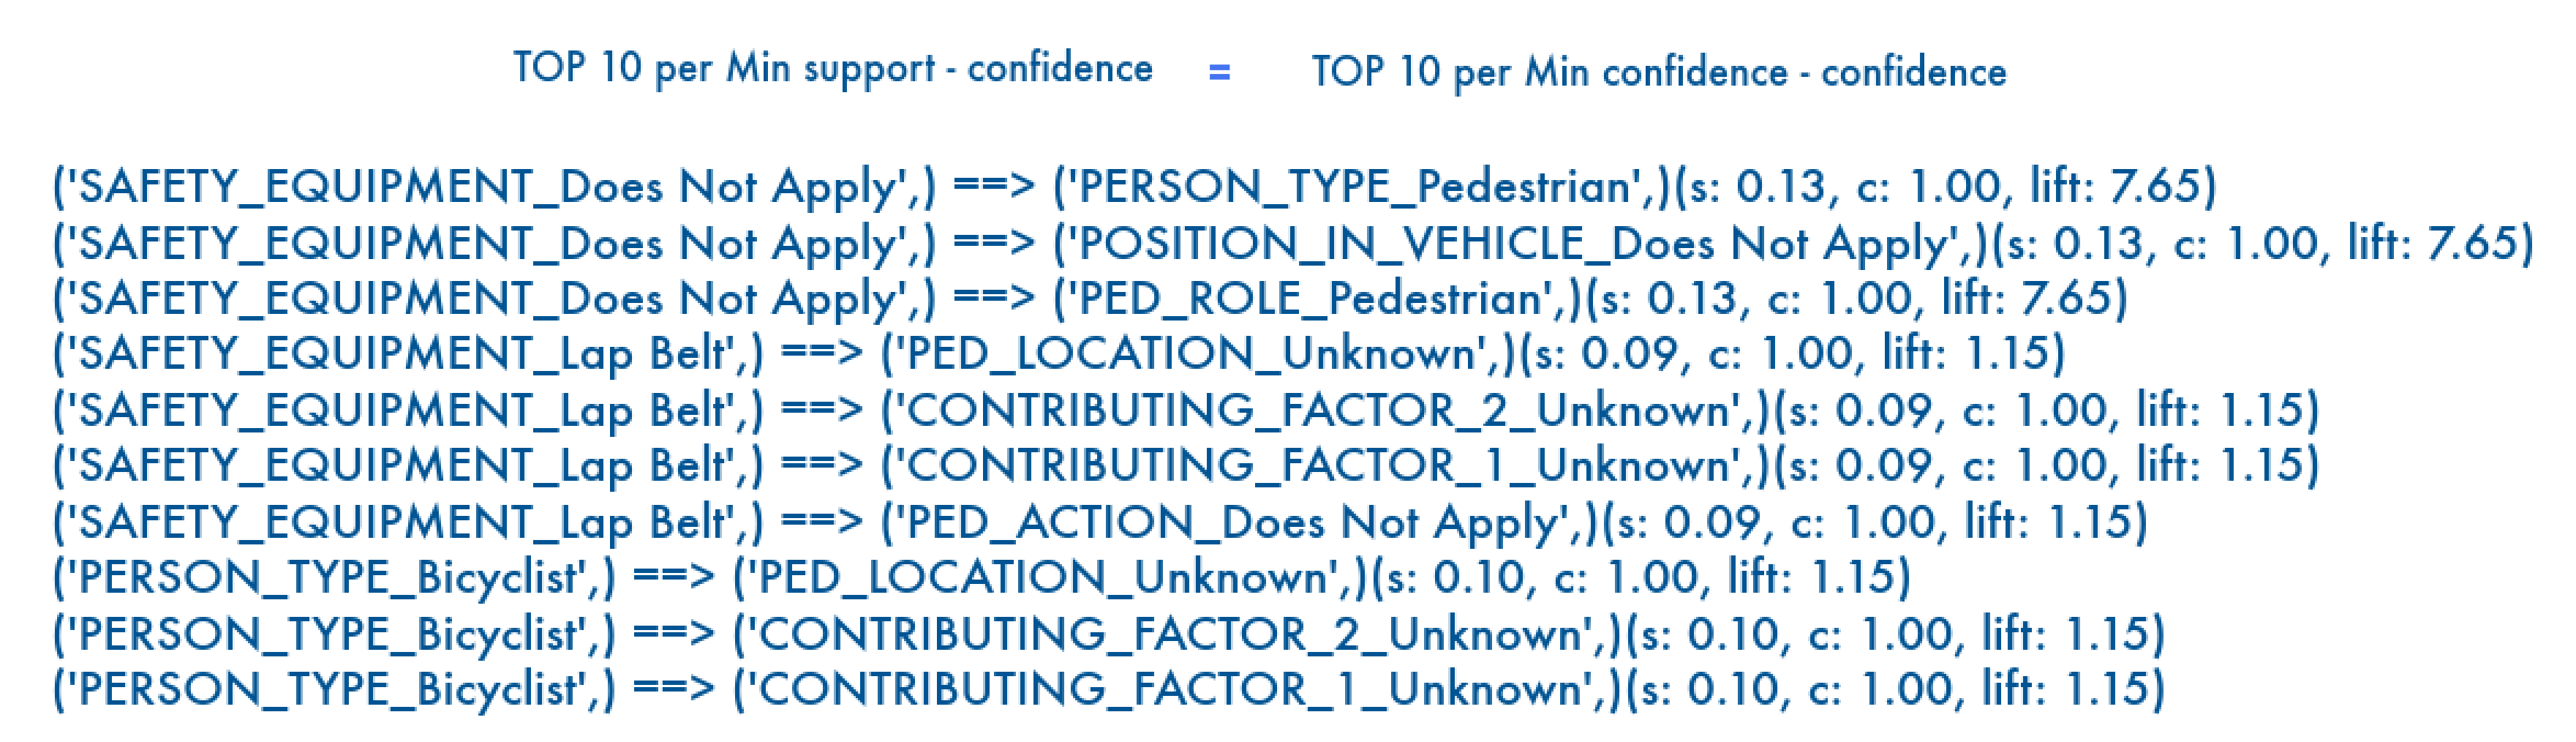 TOP 10 per Min support - confidence = TOP 10 per Min confidence - confidence
('SAFETY_EQUIPMENT_Does Not Apply',) ==> ('PERSON_TYPE_Pedestrian',)(s: 0.13, c: 1.00, lift: 7.65)
('SAFETY_EQUIPMENT_Does Not Apply',) ==> ('POSITION_IN_VEHICLE_Does Not Apply',)(s: 0.13, c: 1.00, lift: 7.65)
('SAFETY_EQUIPMENT_Does Not Apply',) ==> ('PED_ROLE_Pedestrian',)(s: 0.13, c: 1.00, lift: 7.65)
('SAFETY_EQUIPMENT_Lap Belt',) ==> ('PED_LOCATION_Unknown',)(s: 0.09, c: 1.00, lift: 1.15)
('SAFETY_EQUIPMENT_Lap Belt',) ==> ('CONTRIBUTING_FACTOR_2_Unknown',)(s: 0.09, c: 1.00, lift: 1.15)
('SAFETY_EQUIPMENT_Lap Belt',) ==> ('CONTRIBUTING_FACTOR_1_Unknown',)(s: 0.09, c: 1.00, lift: 1.15)
('SAFETY_EQUIPMENT_Lap Belt',) ==> ('PED_ACTION_Does Not Apply',)(s: 0.09, c: 1.00, lift: 1.15)
('PERSON_TYPE_Bicyclist',) ==> ('PED_LOCATION_Unknown',)(s: 0.10, c: 1.00, lift: 1.15)
('PERSON_TYPE_Bicyclist',) ==> ('CONTRIBUTING_FACTOR_2_Unknown',)(s: 0.10, c: 1.00, lift: 1.15)
('PERSON_TYPE_Bicyclist',) ==> ('CONTRIBUTING_FACTOR_1_Unknown',)(s: 0.10, c: 1.00, lift: 1.15)